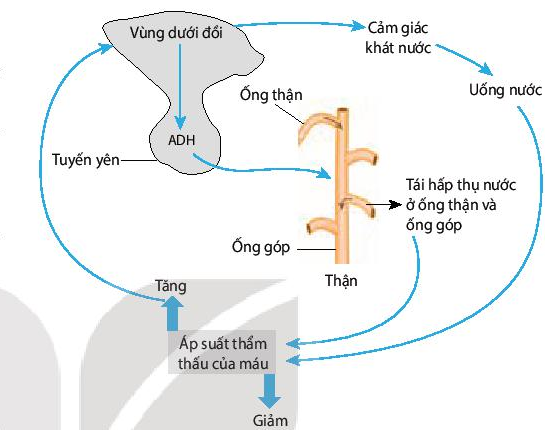 Vùng dưới đồi
Cảm giác
khát nước
Uống nước
Ống thận
ADH
Tuyến yên
Tái hấp thụ nước
ở ống thận và
ống góp
Ống góp
Thận
Tăng
Áp suất thẩm
thấu của máu
Giảm